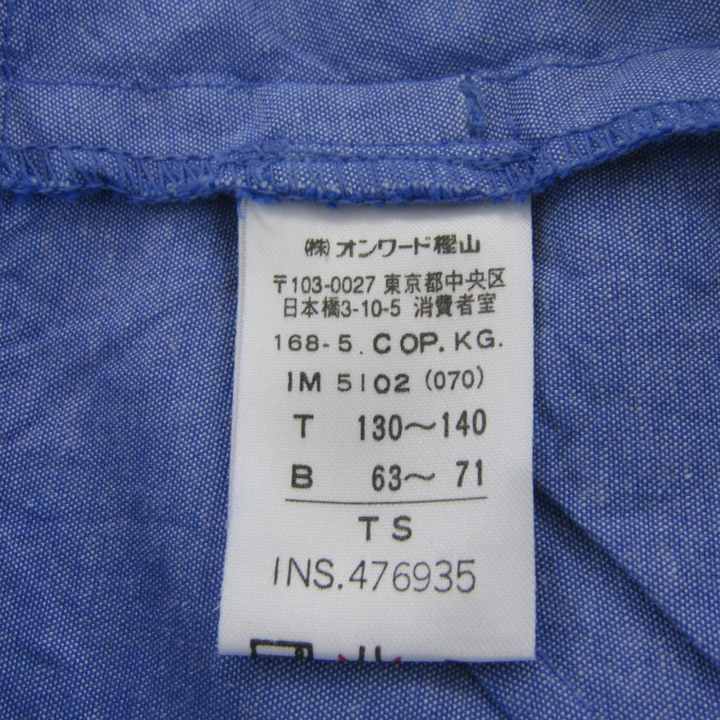 (株)オンワード樫山
〒103-0027 東京都中央区
日本橋3-10-5 消費者室
168-5. C OP. KG.
IM 5102 (070)
T 130〜140
B 63〜 71
T S
INS.476935